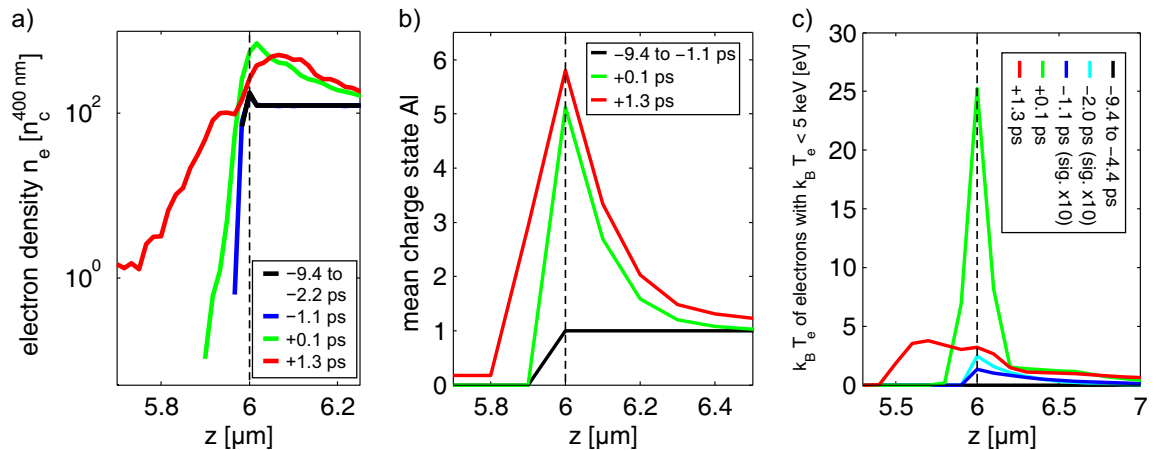 a)
electron density n_e [n_c^{400 nm}]
10^2
10^0
5.8
6
6.2
z [µm]
−9.4 to
−2.2 ps
−1.1 ps
+0.1 ps
+1.3 ps
b)
mean charge state Al
7
6
5
4
3
2
1
0
5.8
6
6.2
6.4
z [µm]
−9.4 to −1.1 ps
+0.1 ps
+1.3 ps
c)
k_B T_e of electrons with k_B T_e < 5 keV [eV]
30
25
20
15
10
5
0
5.5
6
6.5
7
z [µm]
−9.4 to −4.4 ps
−2.0 ps (sig. x10)
−1.1 ps (sig. x10)
+0.1 ps
+1.3 ps